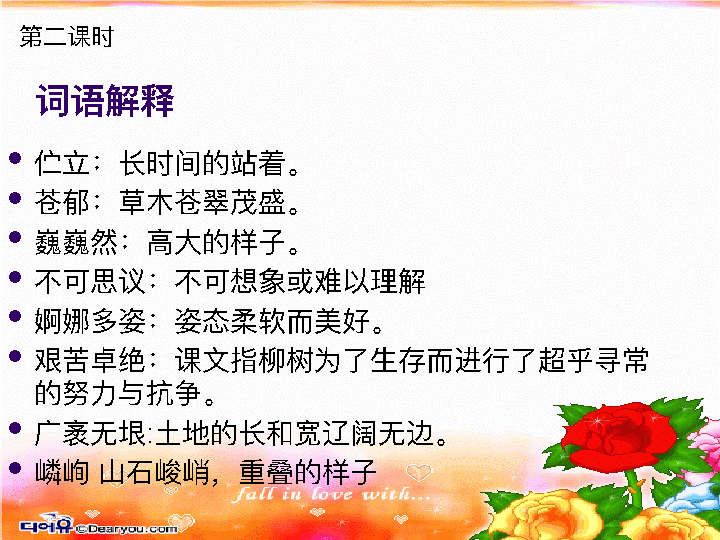 第二课时
词语解释
伫立：长时间的站着。
苍郁：草木苍翠茂盛。
巍巍然：高大的样子。
不可思议：不可想象或难以理解
婀娜多姿：姿态柔软而美好。
艰苦卓绝：课文指柳树为了生存而进行了超乎寻常
的努力与抗争。
广袤无垠:土地的长和宽辽阔无边。
嶙峋 山石峻峭，重叠的样子
fall in love with...
디어유 ©Dearyou.com